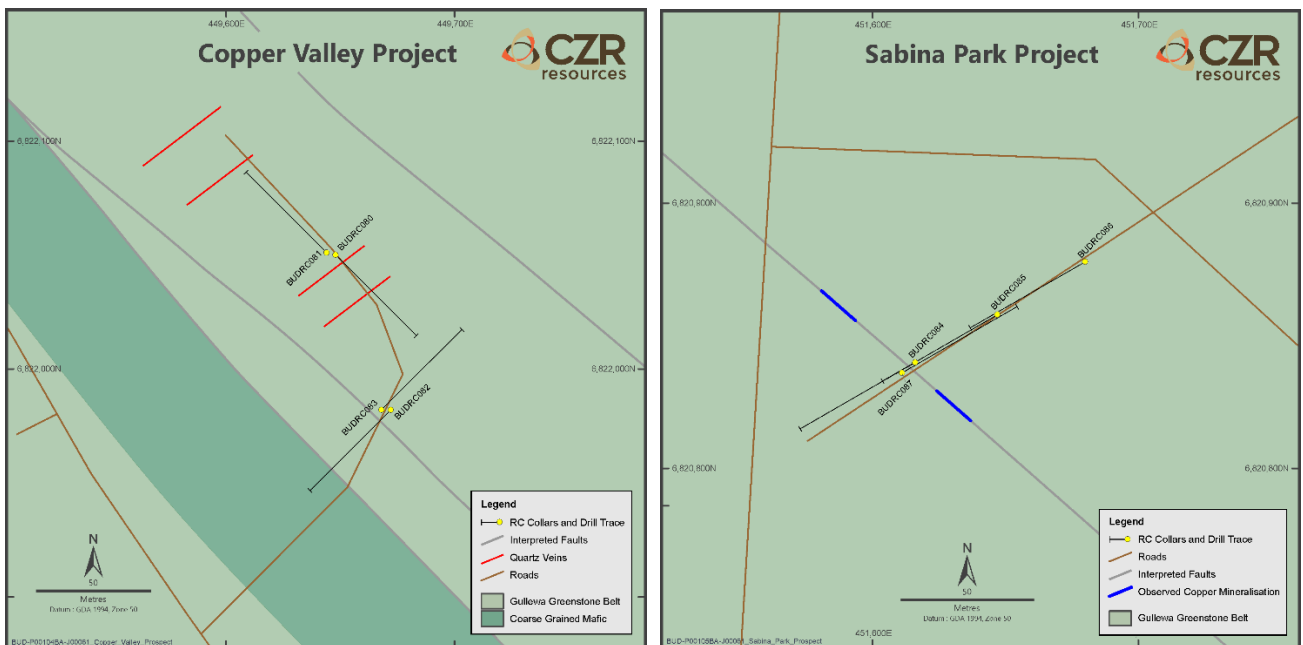 449,600E
449,700E
Copper Valley Project
CZR
resources
6,822,100N
6,822,100N
BUDRC080
BUDRC081
6,822,000N
6,822,000N
BUDRC083
BUDRC082
Legend
RC Collars and Drill Trace
Interpreted Faults
Quartz Veins
Roads
Gullewa Greenstone Belt
Coarse Grained Mafic
N
50
Metres
Datum : GDA 1994, Zone 50
BUD-P00104BA-J00081_Copper_Valley_Prospect
451,600E
451,700E
Sabina Park Project
CZR
resources
6,820,900N
6,820,900N
BUDRC086
BUDRC085
BUDRC084
BUDRC087
6,820,800N
6,820,800N
Legend
RC Collars and Drill Trace
Roads
Interpreted Faults
Observed Copper Mineralisation
Gullewa Greenstone Belt
N
50
Metres
Datum : GDA 1994, Zone 50
451,600E